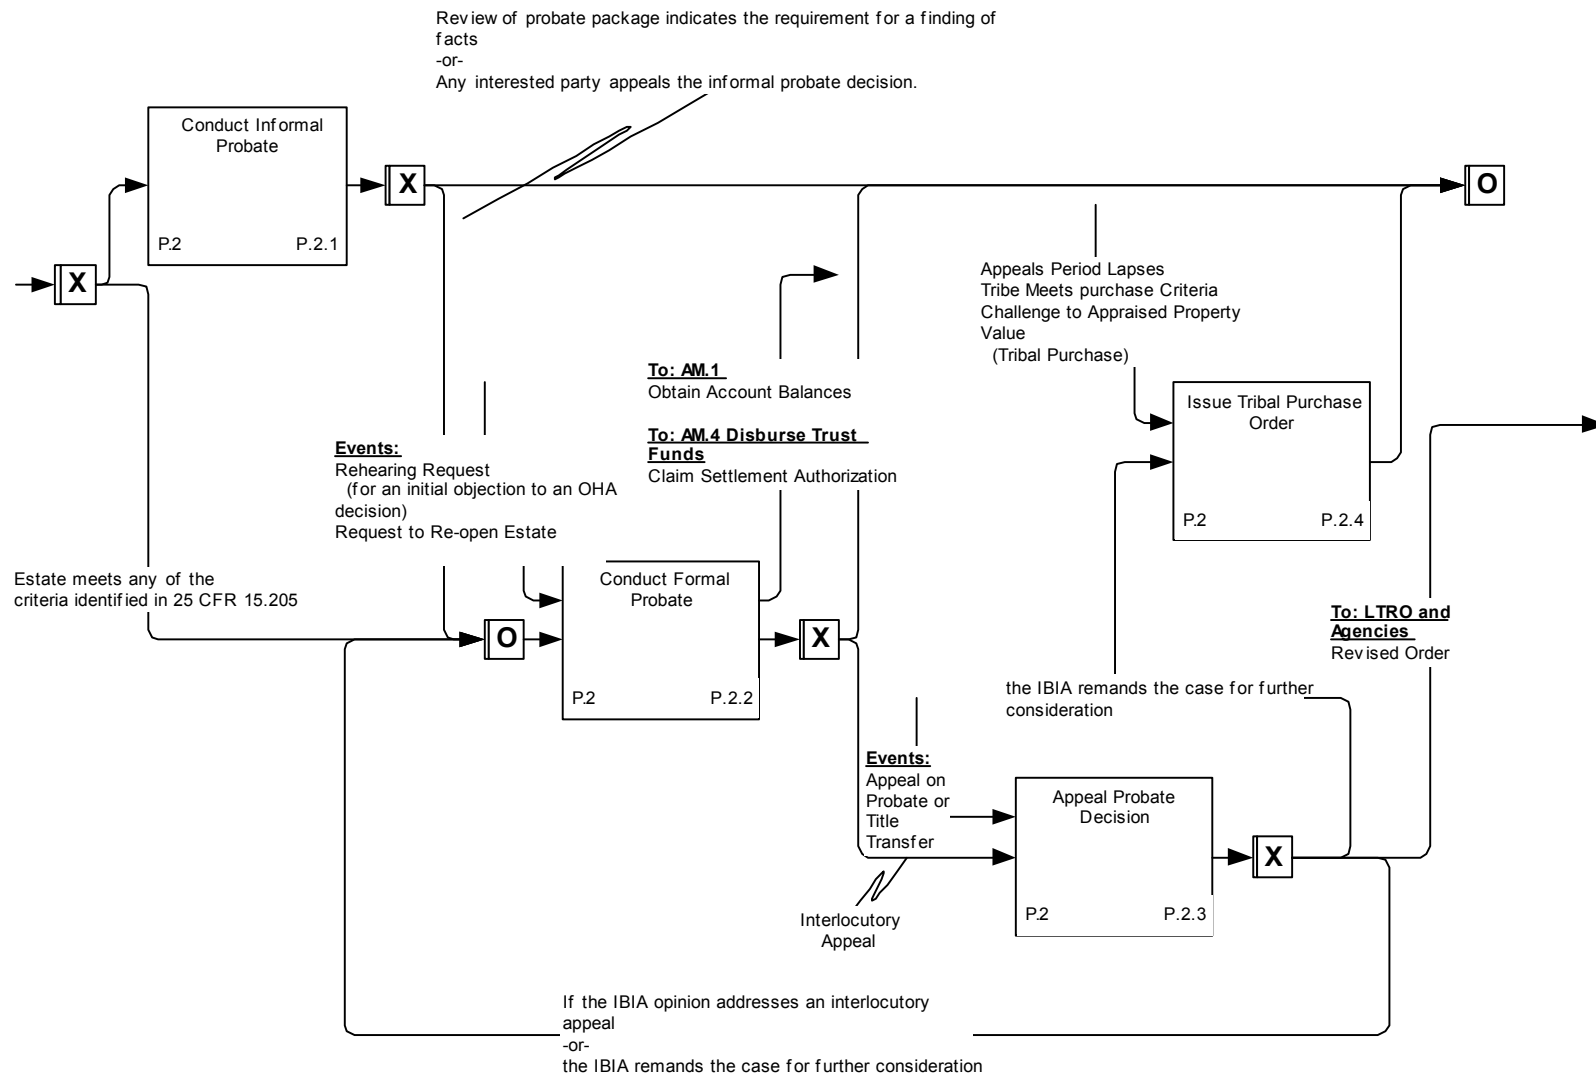 Review of probate package indicates the requirement for a finding of
facts
-or-
Any interested party appeals the informal probate decision.
Conduct Informal
Probate
P.2
P.2.1
X
O
X
Appeals Period Lapses
Tribe Meets purchase Criteria
Challenge to Appraised Property
Value
(Tribal Purchase)
To: AM.1
Obtain Account Balances
To: AM.4 Disburse Trust
Funds
Claim Settlement Authorization
Issue Tribal Purchase
Order
P.2
P.2.4
Events:
Rehearing Request
(for an initial objection to an OHA
decision)
Request to Re-open Estate
Estate meets any of the
criteria identified in 25 CFR 15.205
O
Conduct Formal
Probate
P.2
P.2.2
X
To: LTRO and
Agencies
Revised Order
the IBIA remands the case for further
consideration
Events:
Appeal on
Probate or
Title
Transfer
Appeal Probate
Decision
P.2
P.2.3
X
Interlocutory
Appeal
If the IBIA opinion addresses an interlocutory
appeal
-or-
the IBIA remands the case for further consideration